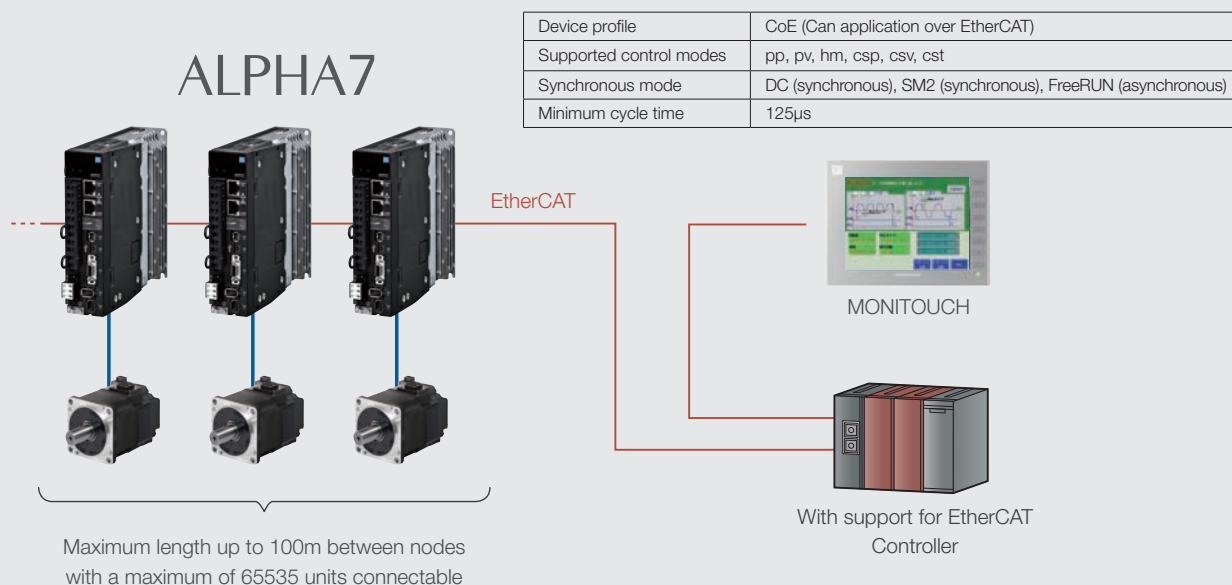 Device profile CoE (Can application over EtherCAT)
Supported control modes pp, pv, hm, csp, csv, cst
Synchronous mode DC (synchronous), SM2 (synchronous), FreeRUN (asynchronous)
Minimum cycle time 125μs
ALPHA7
EtherCAT
MONITOUCH
With support for EtherCAT
Controller
Maximum length up to 100m between nodes
with a maximum of 65535 units connectable